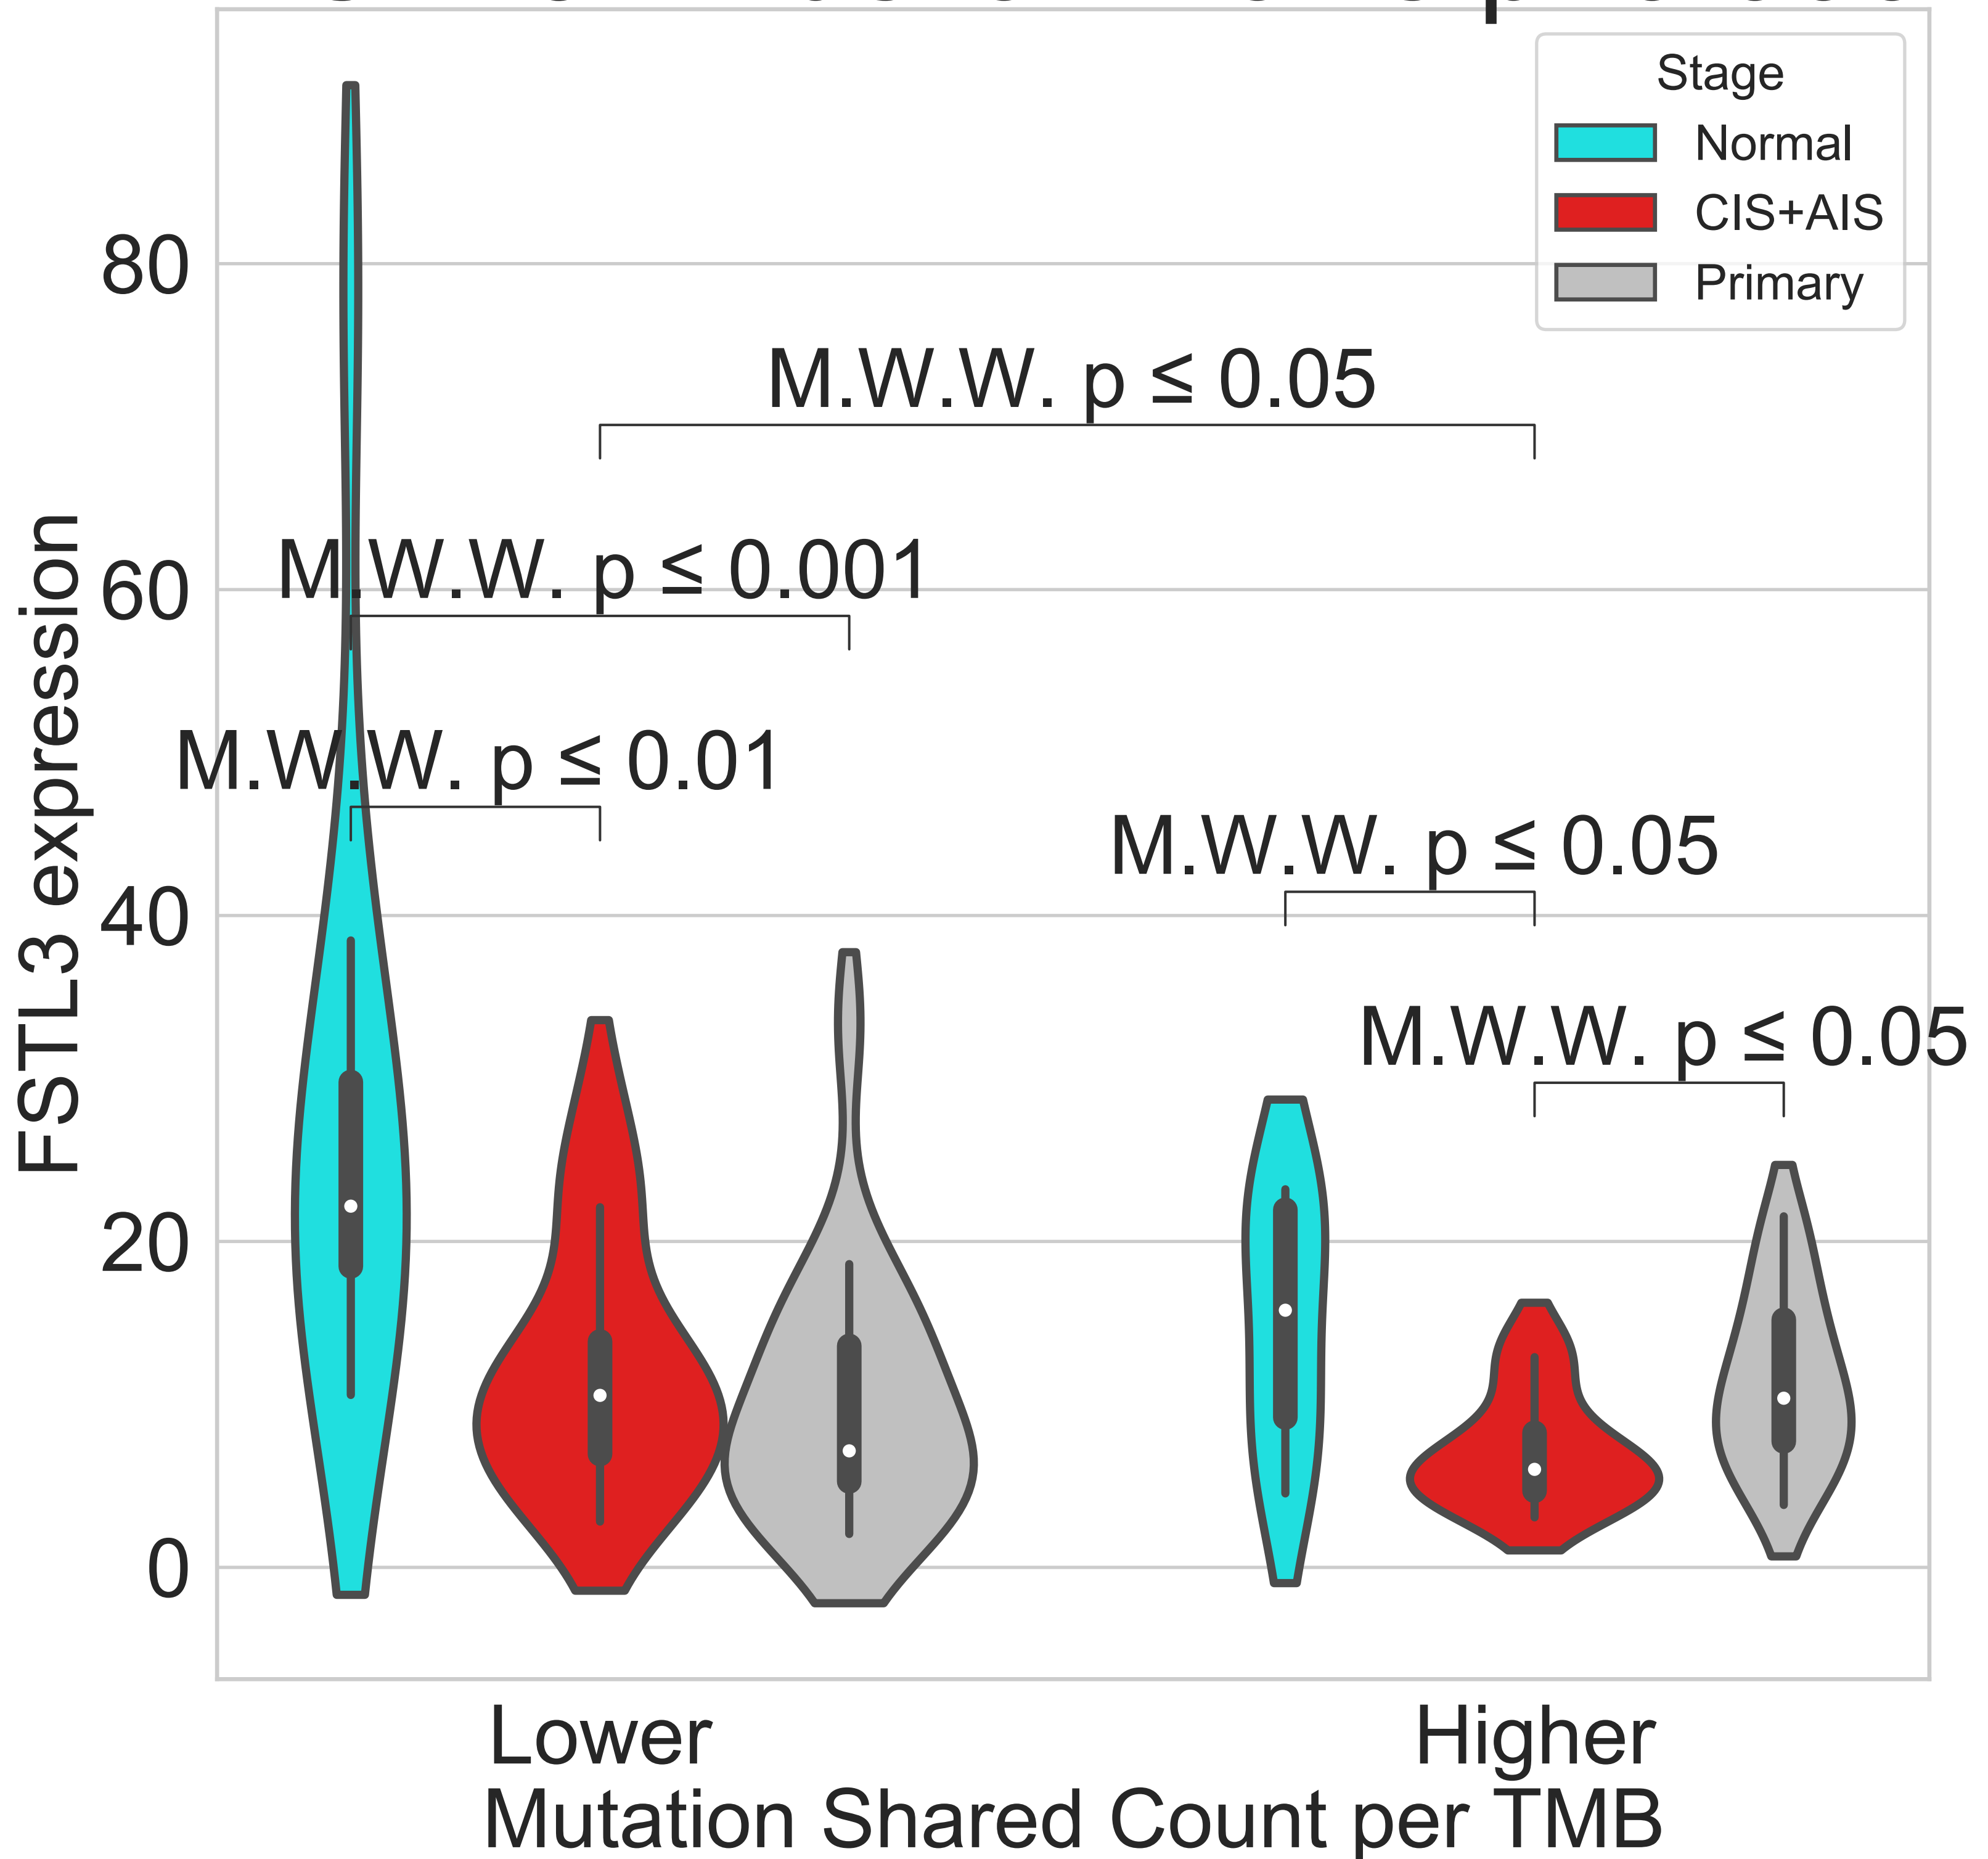 Stage
Normal
CIS+AIS
Primary
80
60
40
20
0
FSTL3 expression
M.W.W. p ≤ 0.05
M.W.W. p ≤ 0.001
M.W.W. p ≤ 0.01
M.W.W. p ≤ 0.05
M.W.W. p ≤ 0.05
Lower
Higher
Mutation Shared Count per TMB